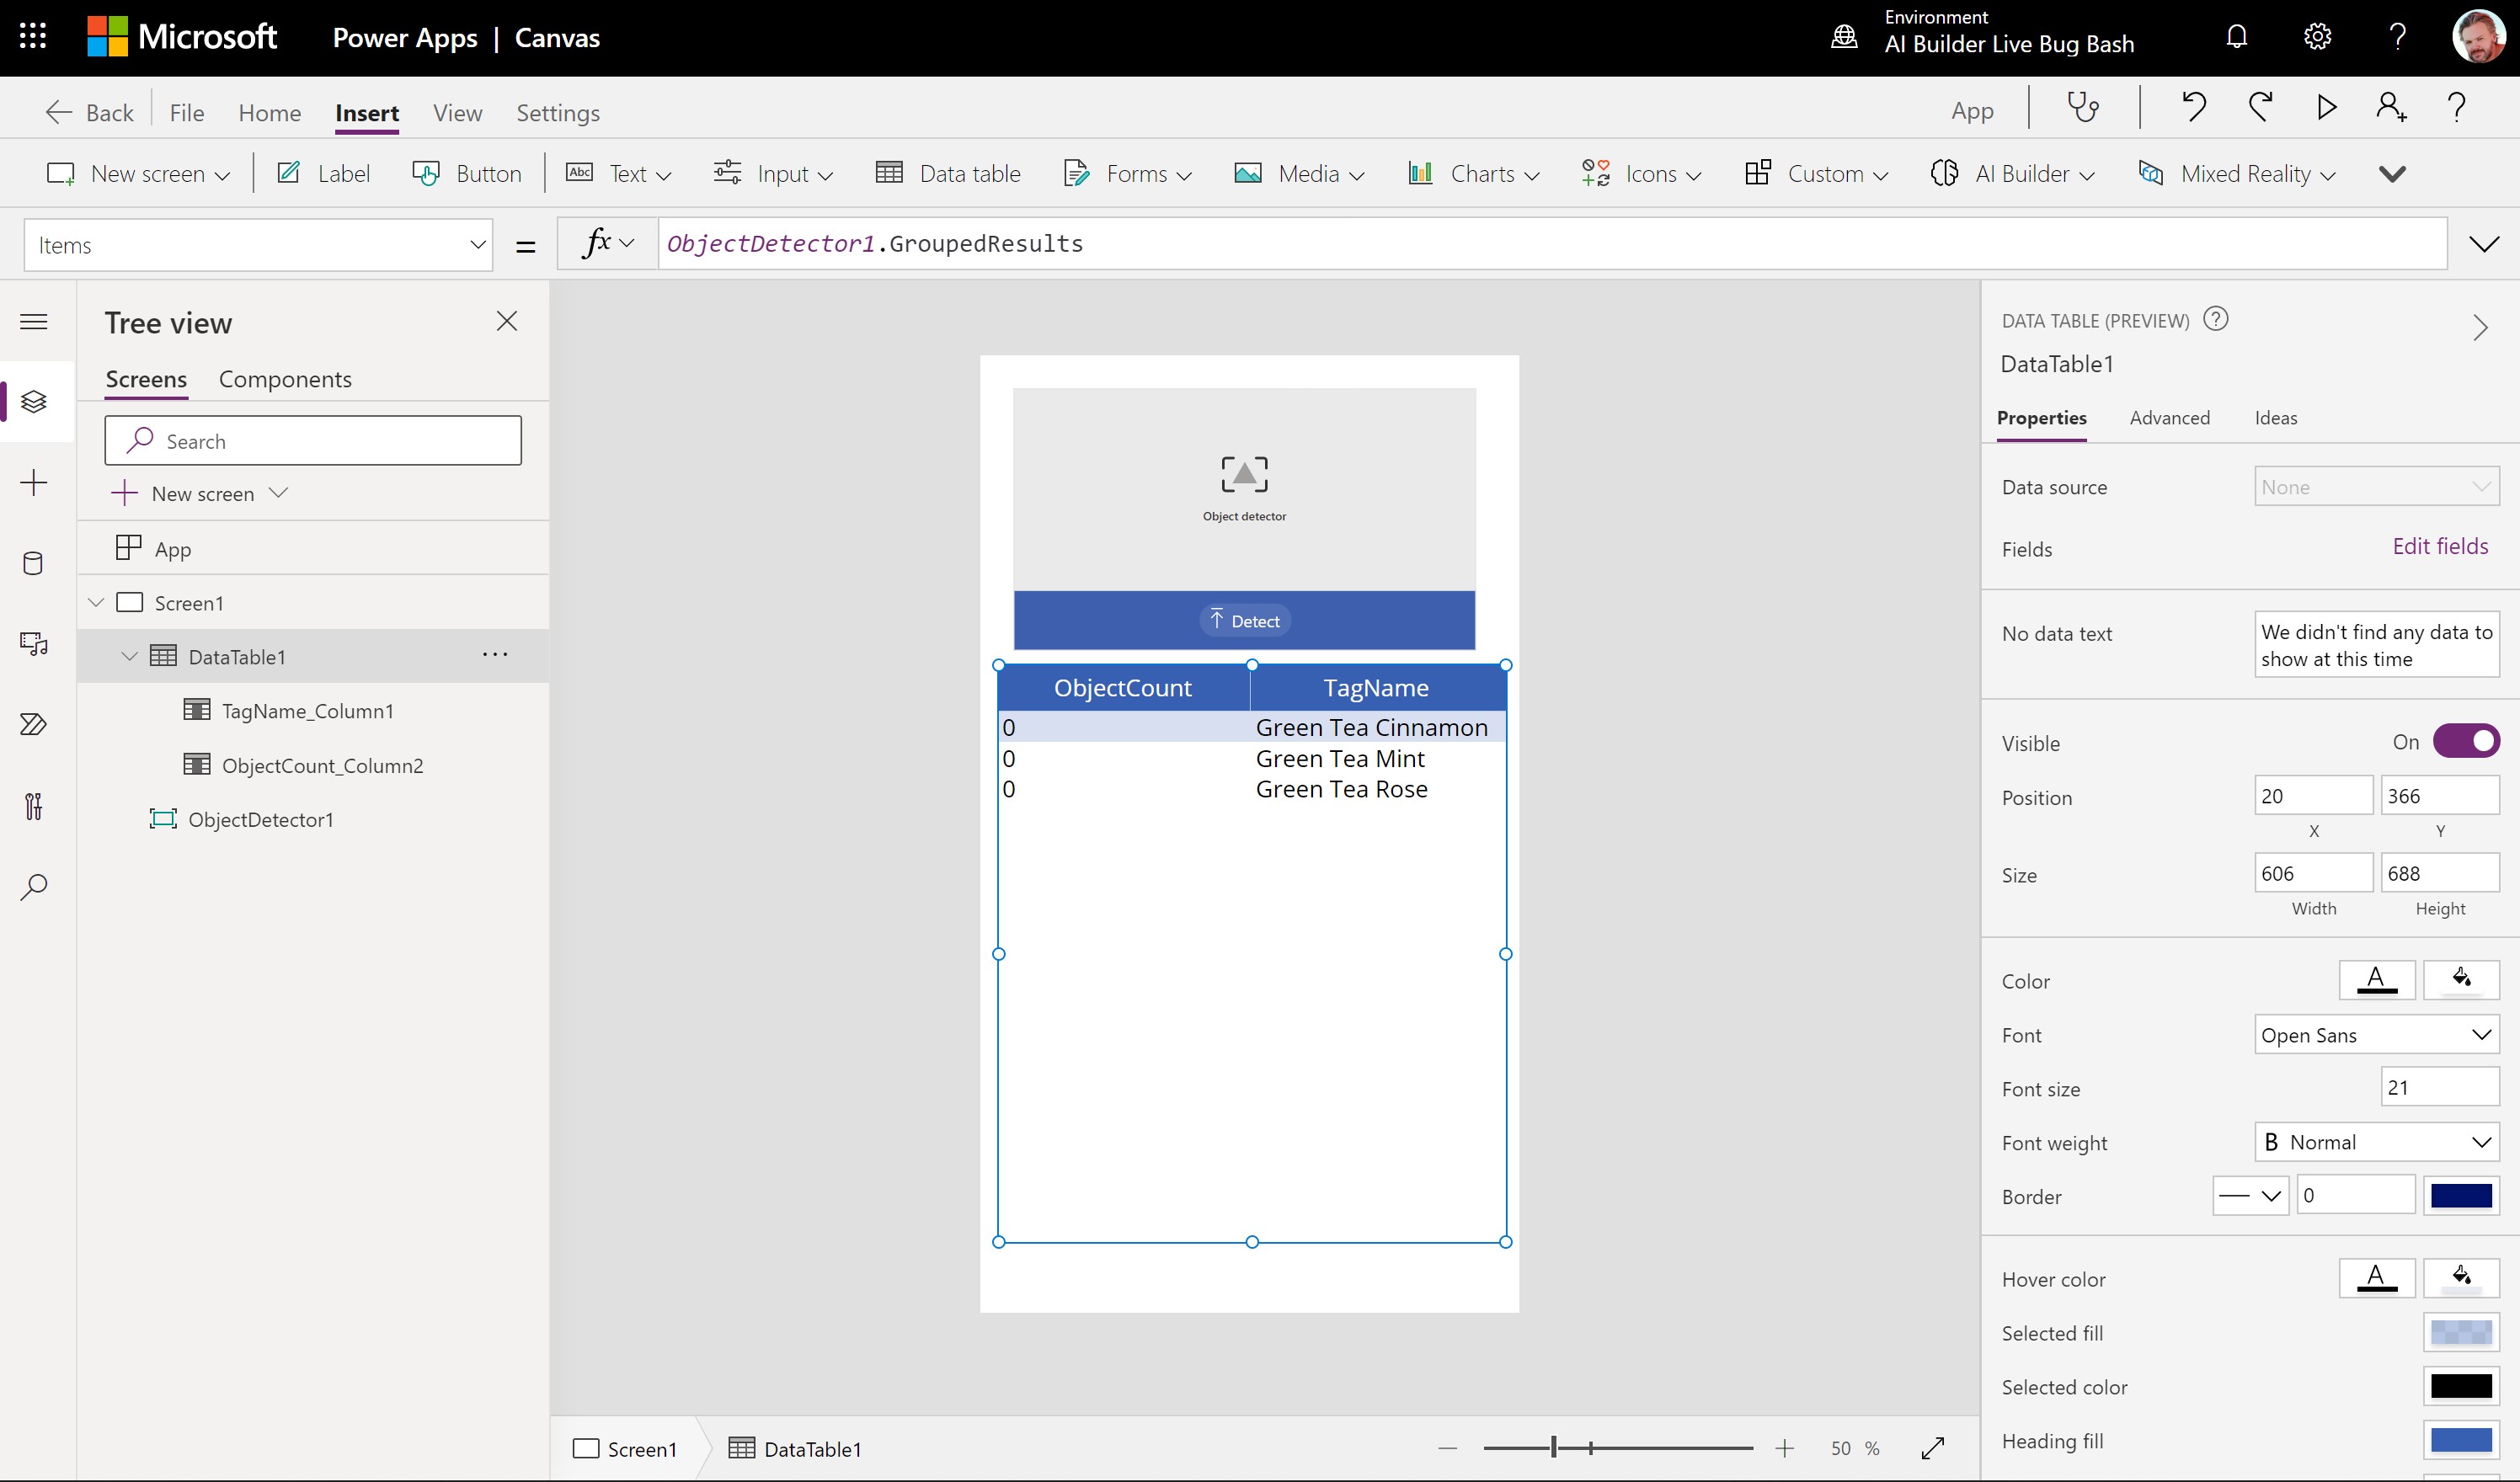 Microsoft Power Apps | Canvas
Environment
AI Builder Live Bug Bash
Back File Home Insert View Settings App
New screen Label Button Abc Text Input Data table Forms Media Charts Icons Custom AI Builder Mixed Reality
Items = fx ObjectDetector1.GroupedResults
Tree view
Screens Components
Search
New screen
App
Screen1
DataTable1 ...
TagName_Column1
ObjectCount_Column2
ObjectDetector1
Object detector
Detect
ObjectCount TagName
0 Green Tea Cinnamon
0 Green Tea Mint
0 Green Tea Rose
Screen1 DataTable1 50 %
DATA TABLE (PREVIEW)
DataTable1
Properties Advanced Ideas
Data source None
Fields Edit fields
No data text We didn't find any data to
show at this time
Visible On
Position 20 366
X Y
Size 606 688
Width Height
Color A
Font Open Sans
Font size 21
Font weight B Normal
Border 0
Hover color A
Selected fill
Selected color
Heading fill